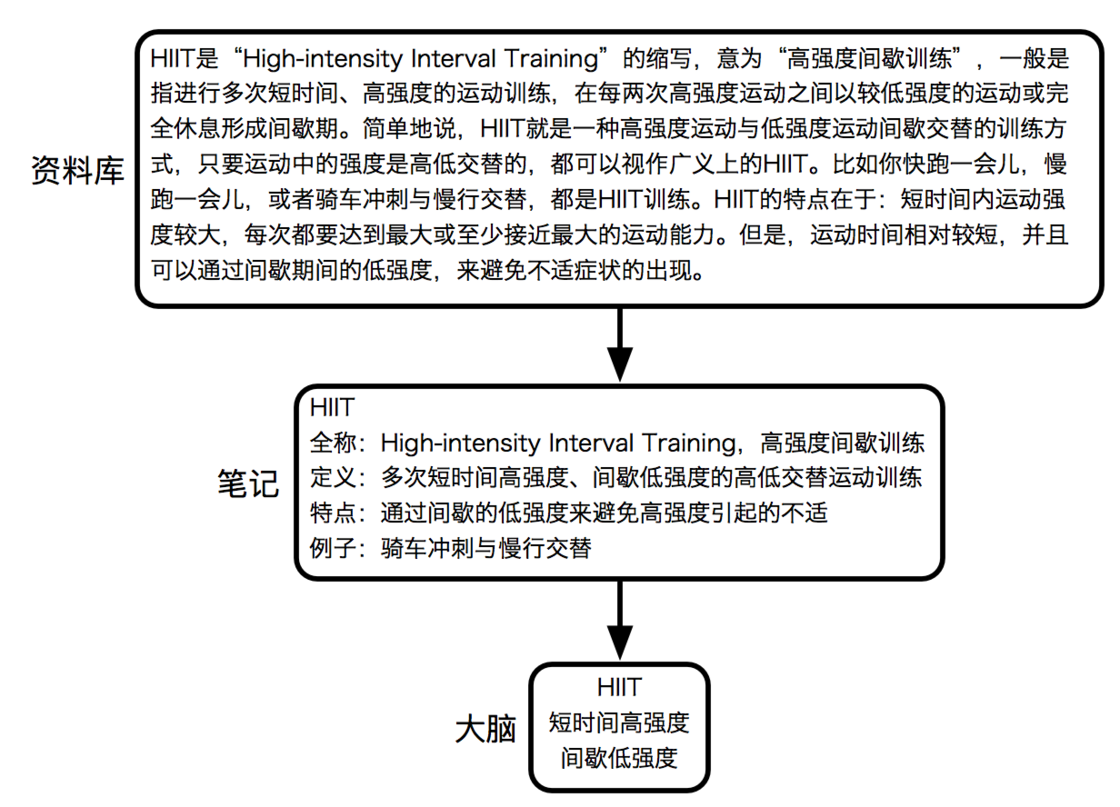 HIIT是“High-intensity Interval Training”的缩写，意为“高强度间歇训练”，一般是
指进行多次短时间、高强度的运动训练，在每两次高强度运动之间以较低强度的运动或完
全休息形成间歇期。简单地说，HIIT就是一种高强度运动与低强度运动间歇交替的训练方
式，只要运动中的强度是高低交替的，都可以视作广义上的HIIT。比如你快跑一会儿，慢
跑一会儿，或者骑车冲刺与慢行交替，都是HIIT训练。HIIT的特点在于：短时间内运动强
度较大，每次都要达到最大或至少接近最大的运动能力。但是，运动时间相对较短，并且
可以通过间歇期间的低强度，来避免不适症状的出现。
资料库
HIIT
全称：High-intensity Interval Training，高强度间歇训练
定义：多次短时间高强度、间歇低强度的高低交替运动训练
特点：通过间歇的低强度来避免高强度引起的不适
例子：骑车冲刺与慢行交替
笔记
HIIT
短时间高强度
间歇低强度
大脑